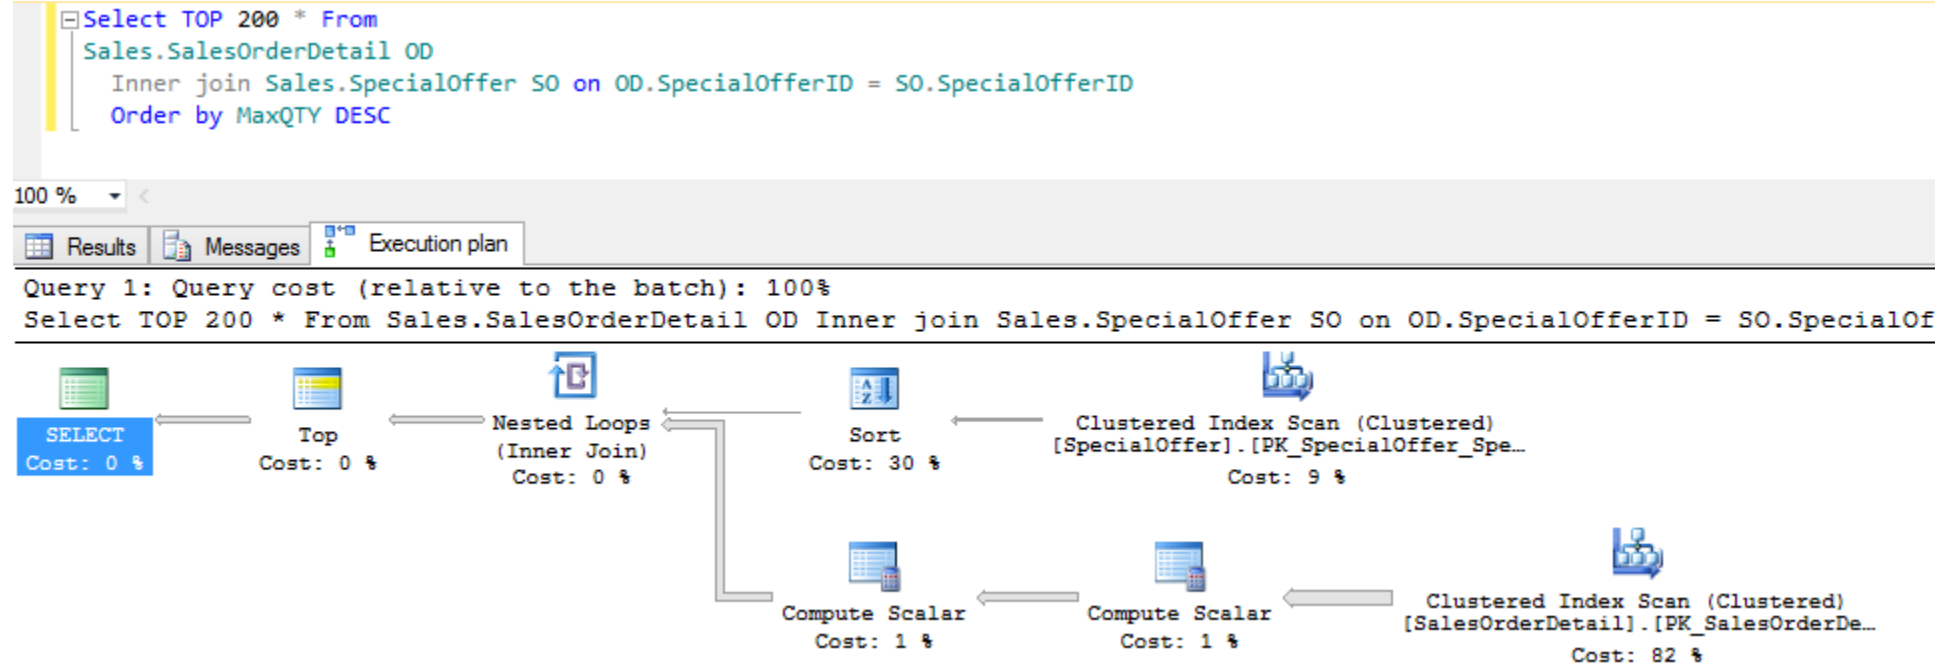 Select TOP 200 * From
Sales.SalesOrderDetail OD
Inner join Sales.SpecialOffer SO on OD.SpecialOfferID = SO.SpecialOfferID
Order by MaxQTY DESC
100 %
Results Messages Execution plan
Query 1: Query cost (relative to the batch): 100%
Select TOP 200 * From Sales.SalesOrderDetail OD Inner join Sales.SpecialOffer SO on OD.SpecialOfferID = SO.SpecialOf
SELECT
Cost: 0 %
Top
Cost: 0 %
Nested Loops
(Inner Join)
Cost: 0 %
Sort
Cost: 30 %
Clustered Index Scan (Clustered)
[SpecialOffer].[PK_SpecialOffer_Spe…
Cost: 9 %
Compute Scalar
Cost: 1 %
Compute Scalar
Cost: 1 %
Clustered Index Scan (Clustered)
[SalesOrderDetail].[PK_SalesOrderDe…
Cost: 82 %